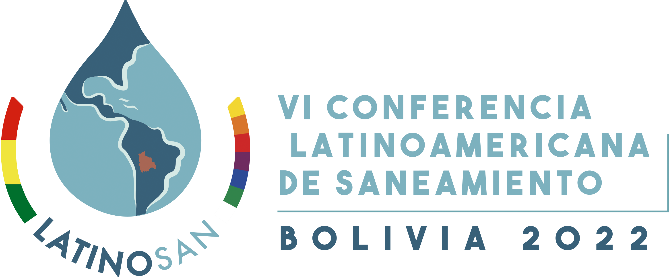 VI CONFERENCIA
LATINOAMERICANA
DE SANEAMIENTO
BOLIVIA 2022
LATINOSAN